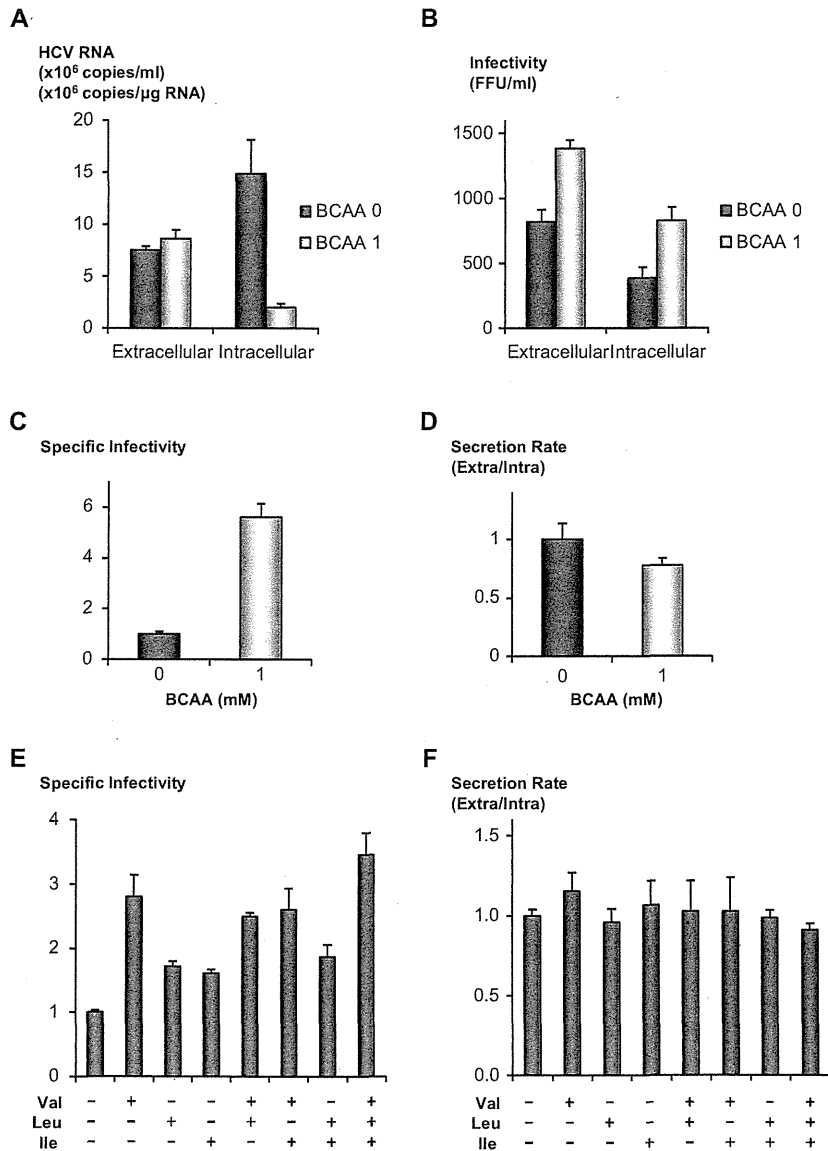 A
HCV RNA
(x10⁶ copies/ml)
(x10⁶ copies/µg RNA)
20
15
10
5
0
Extracellular Intracellular
BCAA 0
BCAA 1
B
Infectivity
(FFU/ml)
1500
1000
500
0
Extracellular Intracellular
BCAA 0
BCAA 1
C
Specific Infectivity
6
4
2
0
0 1
BCAA (mM)
D
Secretion Rate
(Extra/Intra)
1
0.5
0
0 1
BCAA (mM)
E
Specific Infectivity
4
3
2
1
0
Val − + − − + + − +
Leu − − + − + − + +
Ile − − − + − + + +
F
Secretion Rate
(Extra/Intra)
1.5
1.0
0.5
0.0
Val − + − − + + − +
Leu − − + − + − + +
Ile − − − + − + + +